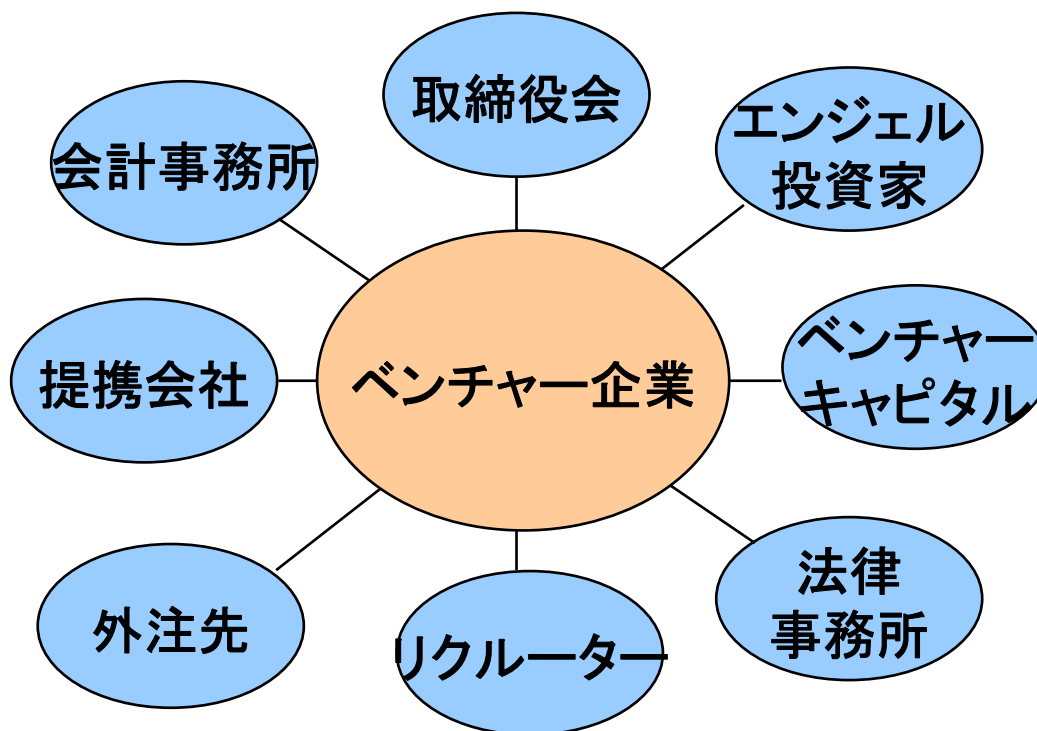 取締役会
エンジェル
投資家
会計事務所
ベンチャー
キャピタル
提携会社
ベンチャー企業
法律
事務所
外注先
リクルーター